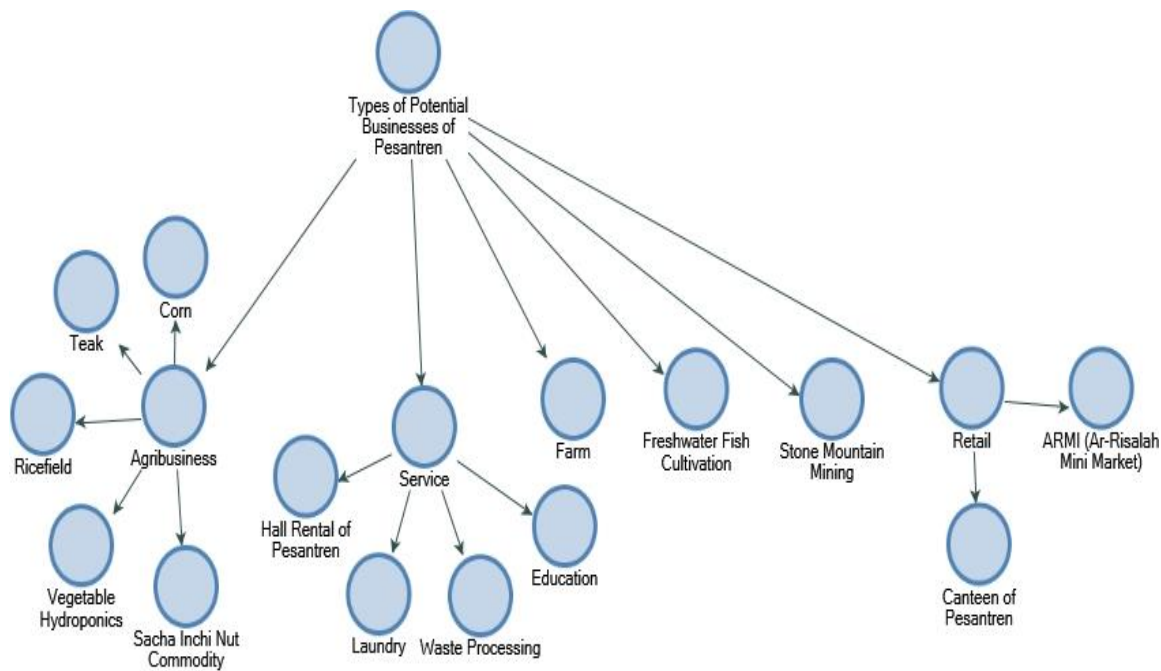 Types of Potential
Businesses of
Pesantren
Corn
Teak
Ricefield
Agribusiness
Vegetable
Hydroponics
Sacha Inchi Nut
Commodity
Service
Hall Rental of
Pesantren
Laundry
Waste Processing
Education
Farm
Freshwater Fish
Cultivation
Stone Mountain
Mining
Retail
ARMI (Ar-Risalah
Mini Market)
Canteen of
Pesantren